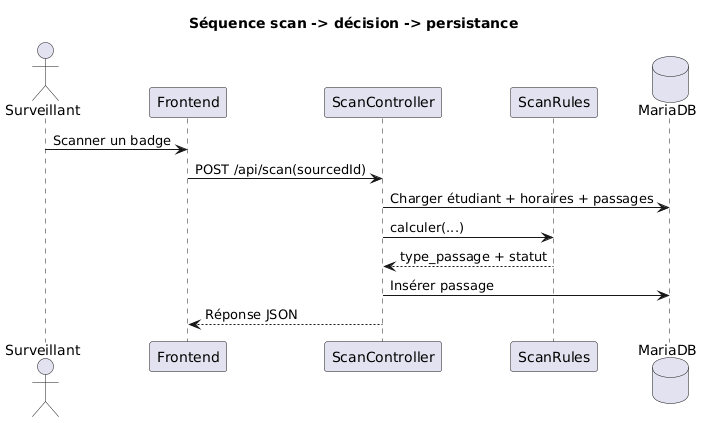 Séquence scan -> décision -> persistance
Surveillant
Frontend
ScanController
ScanRules
MariaDB
Scanner un badge
POST /api/scan(sourcedId)
Charger étudiant + horaires + passages
calculer(...)
type_passage + statut
Insérer passage
Réponse JSON
Surveillant
Frontend
ScanController
ScanRules
MariaDB